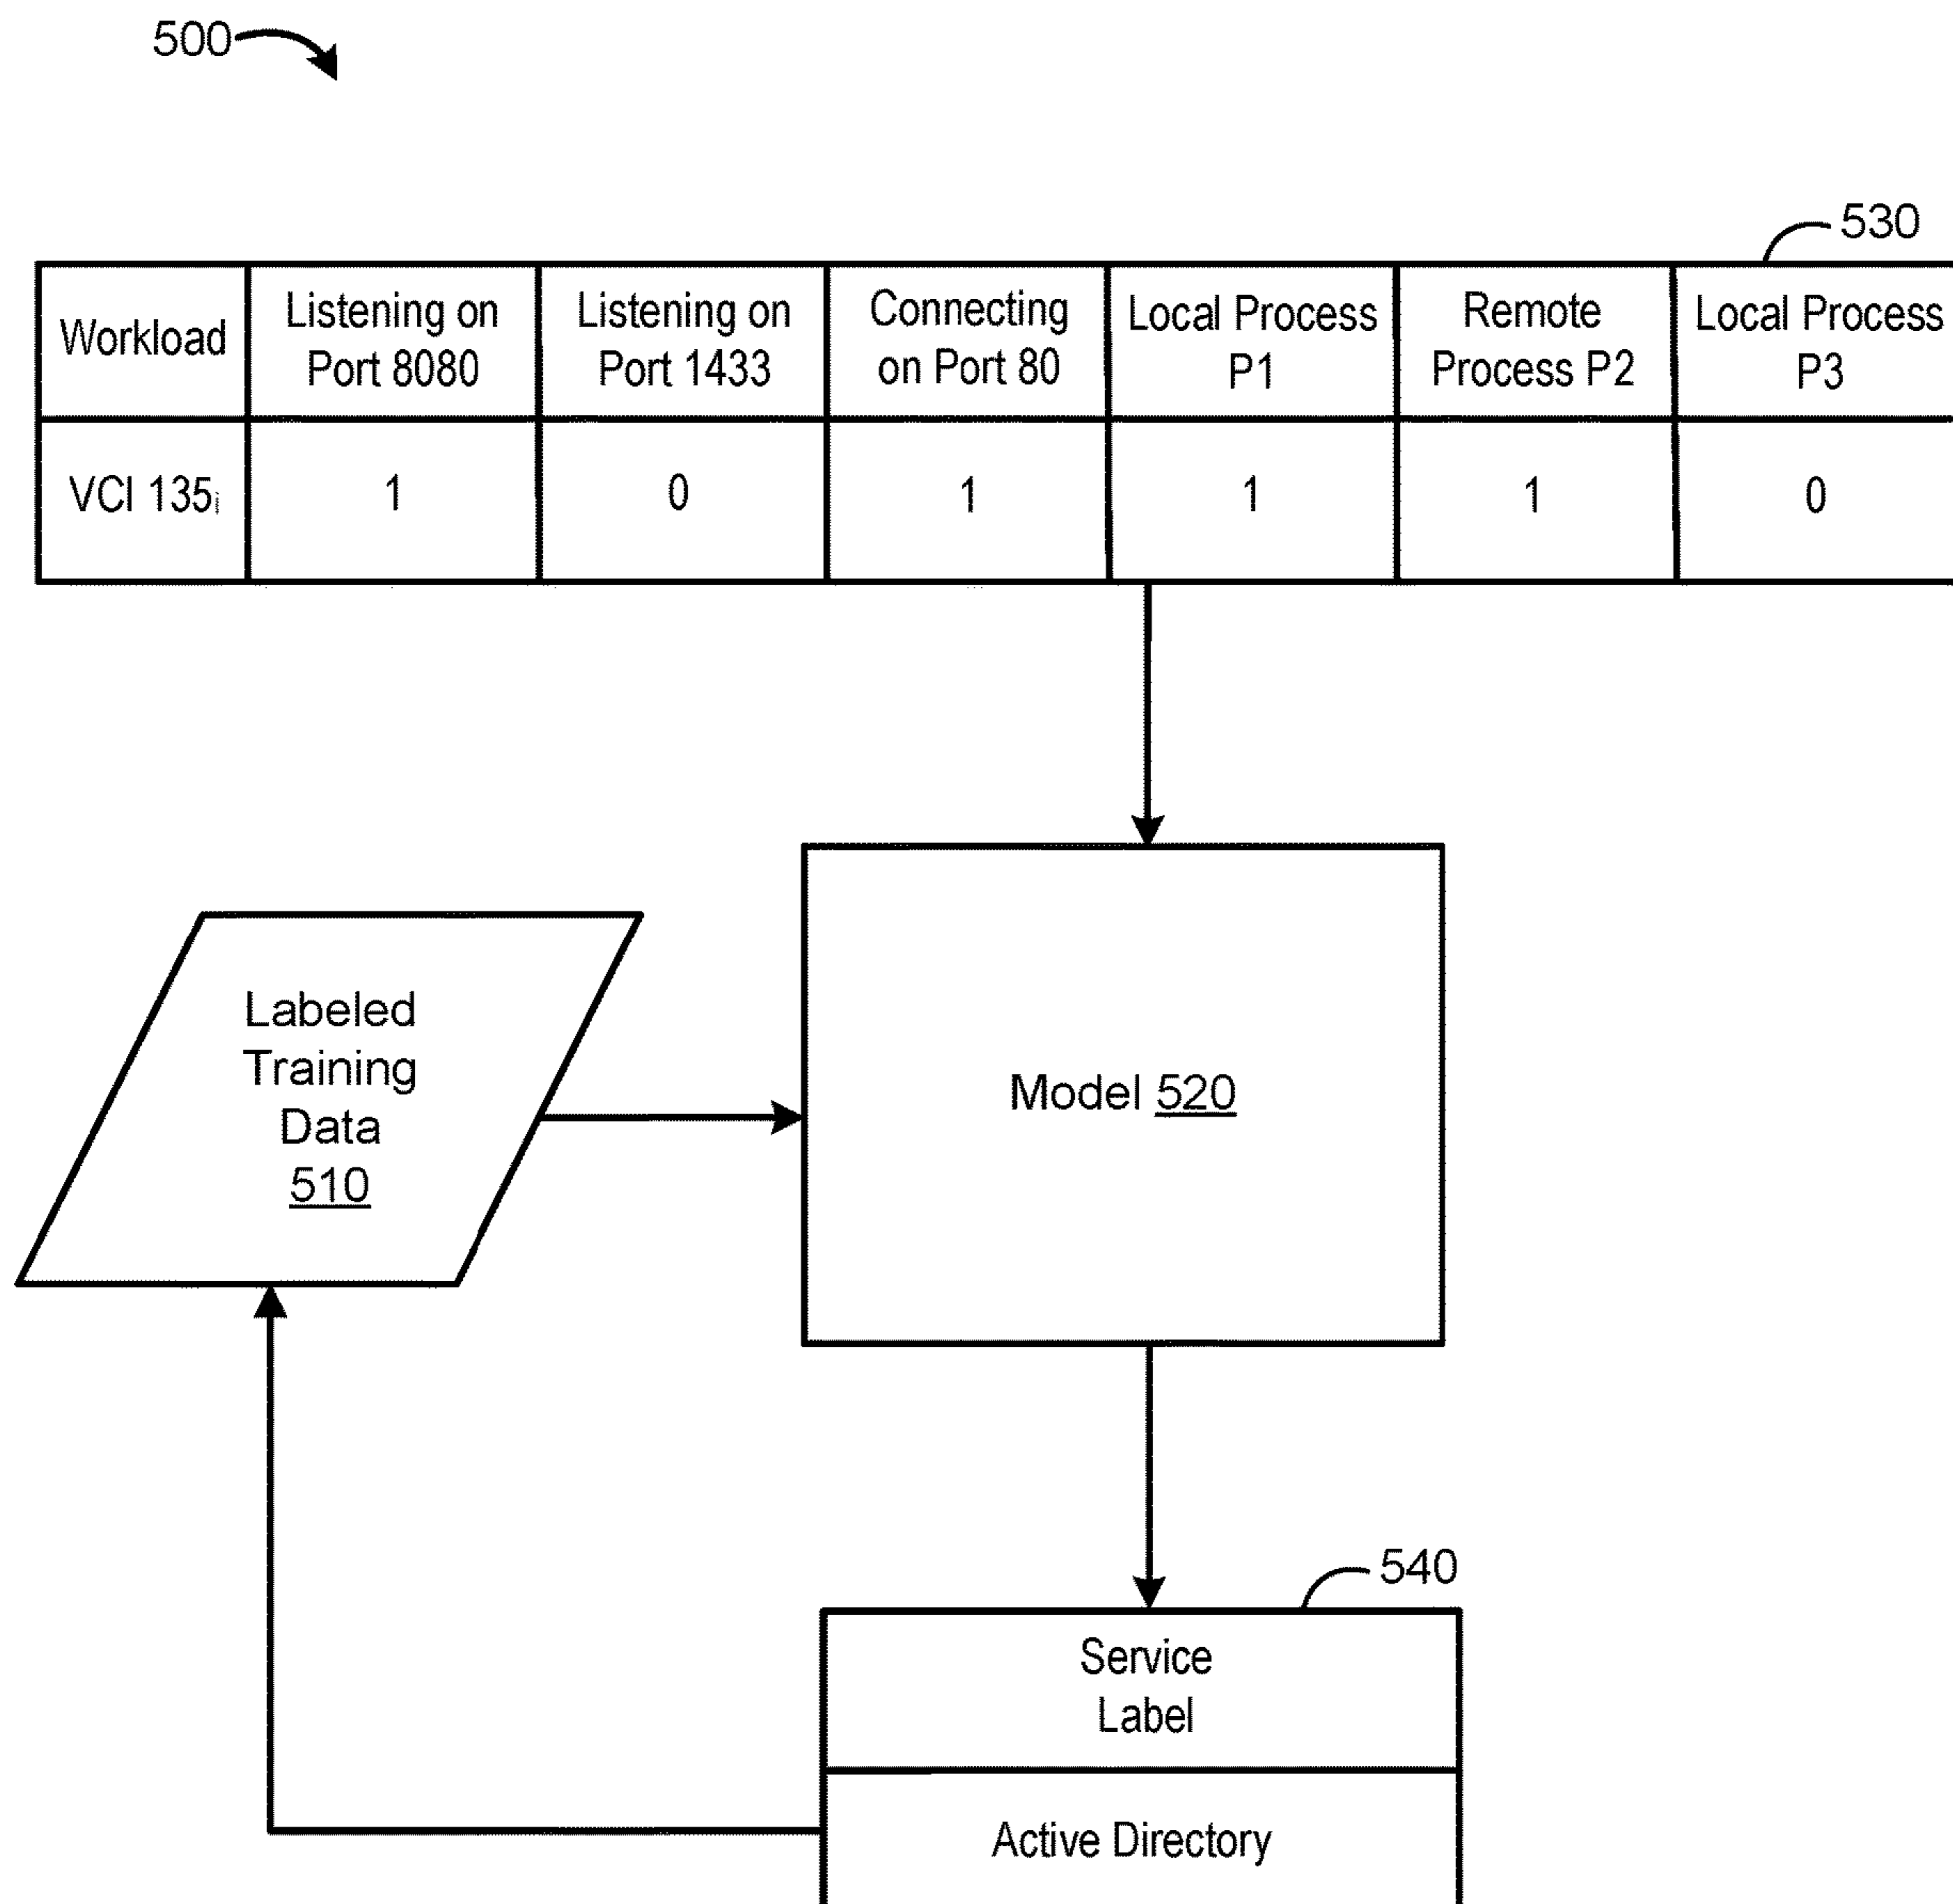 500
530
Workload Listening on Port 8080 Listening on Port 1433 Connecting on Port 80 Local Process P1 Remote Process P2 Local Process P3
VCI 135i 1 0 1 1 1 0
Labeled
Training
Data
510
Model 520
540
Service
Label
Active Directory